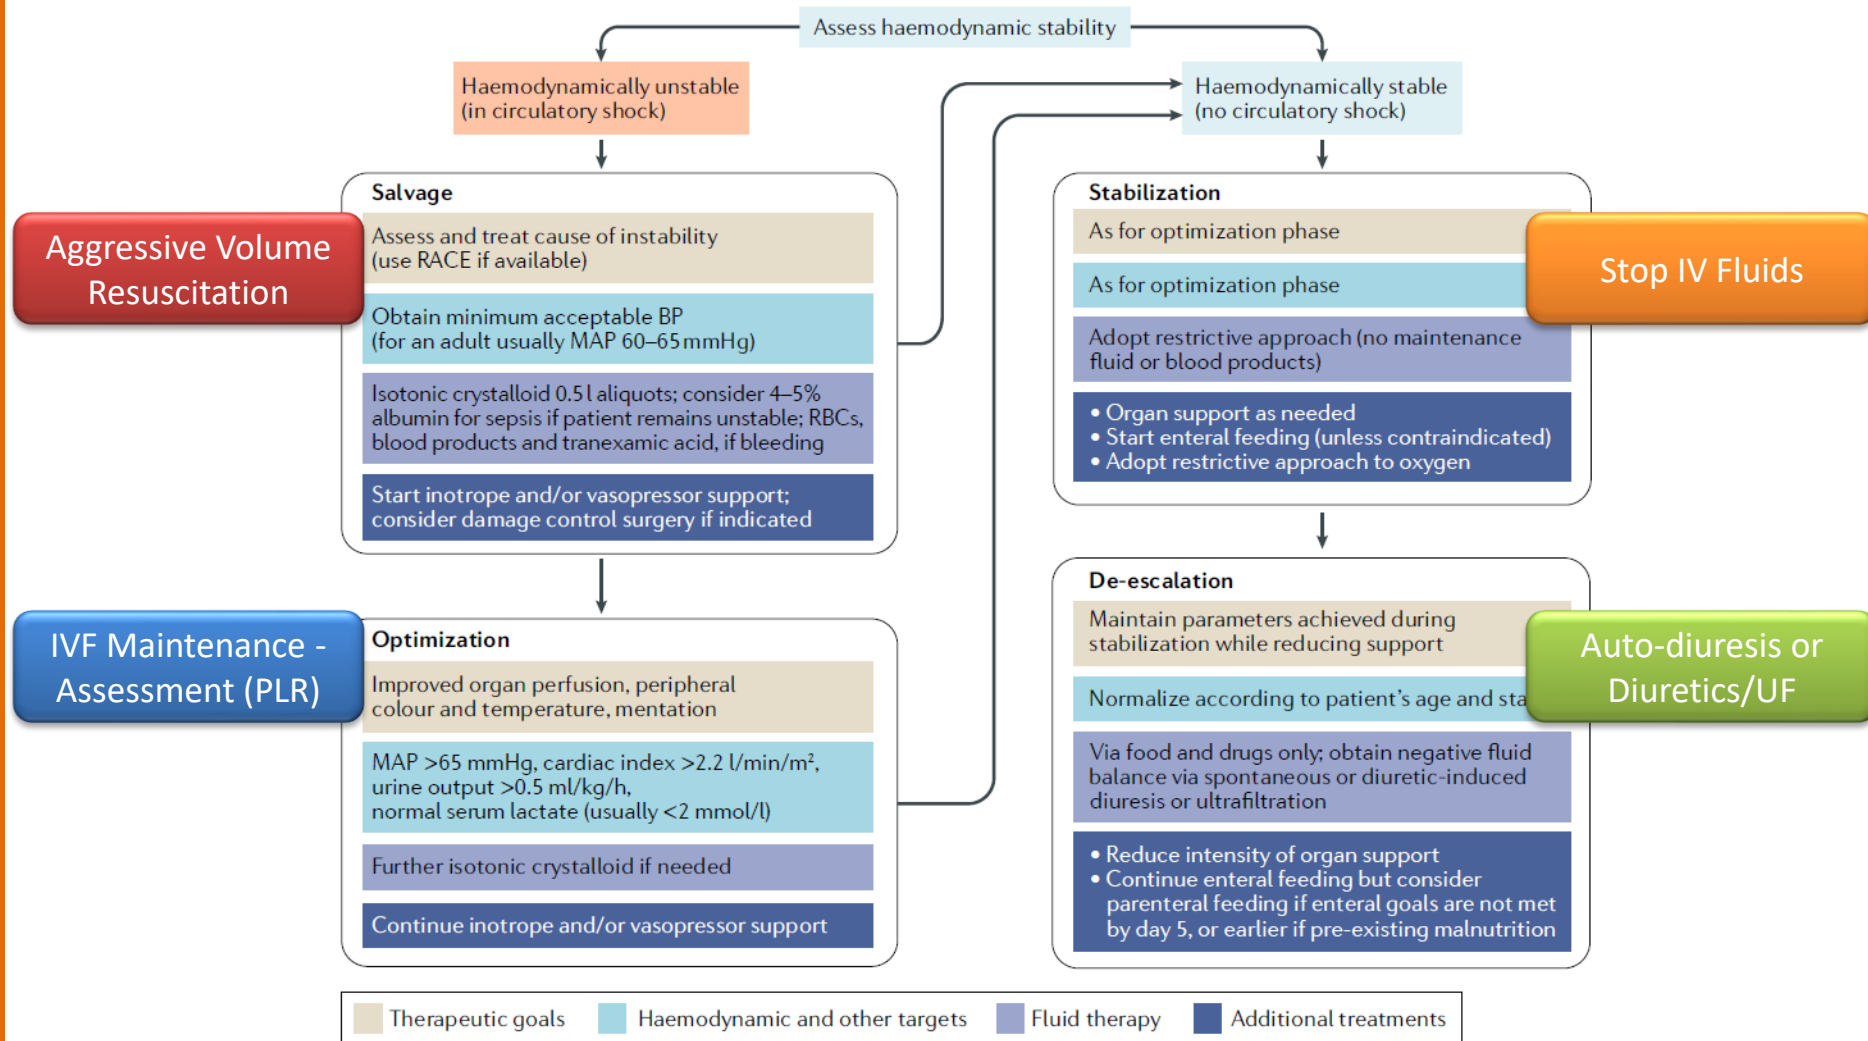 Assess haemodynamic stability
Haemodynamically unstable
(in circulatory shock)
Haemodynamically stable
(no circulatory shock)
Salvage
Aggressive Volume
Resuscitation
Assess and treat cause of instability
(use RACE if available)
Obtain minimum acceptable BP
(for an adult usually MAP 60–65 mmHg)
Isotonic crystalloid 0.5 l aliquots; consider 4–5%
albumin for sepsis if patient remains unstable; RBCs,
blood products and tranexamic acid, if bleeding
Start inotrope and/or vasopressor support;
consider damage control surgery if indicated
Stabilization
As for optimization phase
Stop IV Fluids
As for optimization phase
Adopt restrictive approach (no maintenance
fluid or blood products)
• Organ support as needed
• Start enteral feeding (unless contraindicated)
• Adopt restrictive approach to oxygen
IVF Maintenance -
Assessment (PLR)
Optimization
Improved organ perfusion, peripheral
colour and temperature, mentation
MAP >65 mmHg, cardiac index >2.2 l/min/m²,
urine output >0.5 ml/kg/h,
normal serum lactate (usually <2 mmol/l)
Further isotonic crystalloid if needed
Continue inotrope and/or vasopressor support
De-escalation
Maintain parameters achieved during
stabilization while reducing support
Auto-diuresis or
Diuretics/UF
Normalize according to patient's age and sta
Via food and drugs only; obtain negative fluid
balance via spontaneous or diuretic-induced
diuresis or ultrafiltration
• Reduce intensity of organ support
• Continue enteral feeding but consider
parenteral feeding if enteral goals are not met
by day 5, or earlier if pre-existing malnutrition
Therapeutic goals
Haemodynamic and other targets
Fluid therapy
Additional treatments